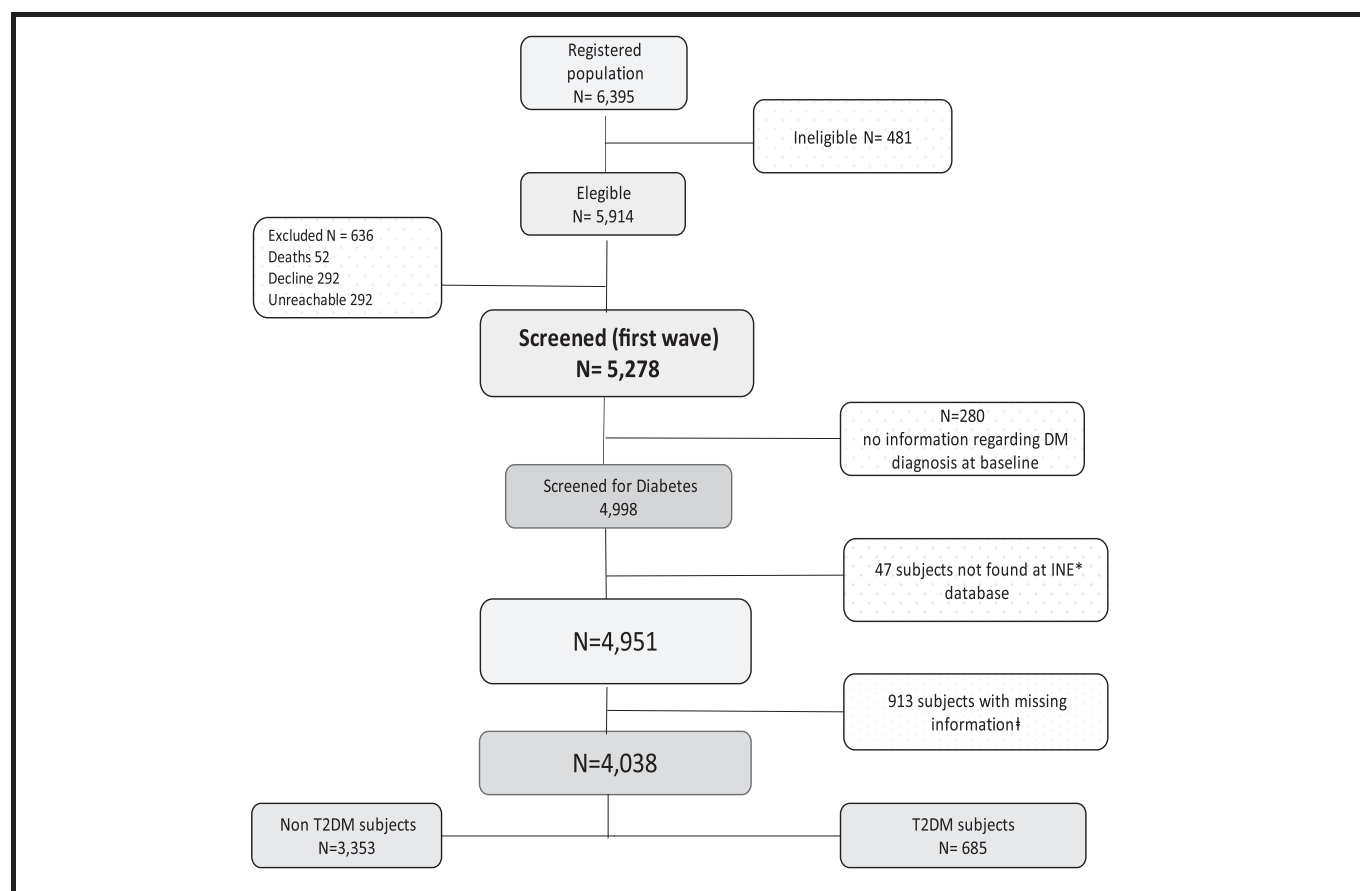 Registered
population
N= 6,395
Ineligible N= 481
Elegible
N= 5,914
Excluded N = 636
Deaths 52
Decline 292
Unreachable 292
Screened (first wave)
N= 5,278
N=280
no information regarding DM
diagnosis at baseline
Screened for Diabetes
4,998
47 subjects not found at INE*
database
N=4,951
913 subjects with missing
informationǂ
N=4,038
Non T2DM subjects
N=3,353
T2DM subjects
N= 685